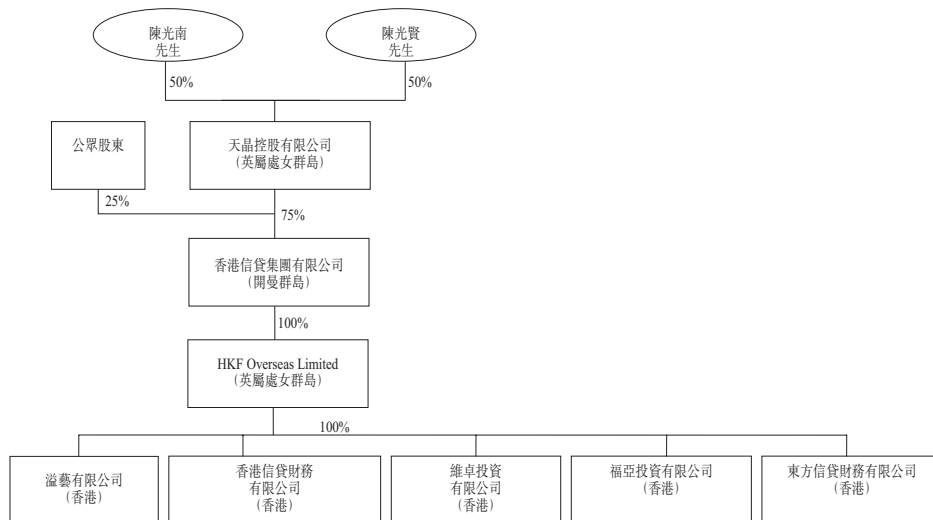 陳光南
先生
陳光賢
先生
50%
50%
公眾股東
天晶控股有限公司
（英屬處女群島）
25%
75%
香港信貸集團有限公司
（開曼群島）
100%
HKF Overseas Limited
（英屬處女群島）
100%
溢藝有限公司
（香港）
香港信貸財務
有限公司
（香港）
維卓投資
有限公司
（香港）
福亞投資有限公司
（香港）
東方信貸財務有限公司
（香港）